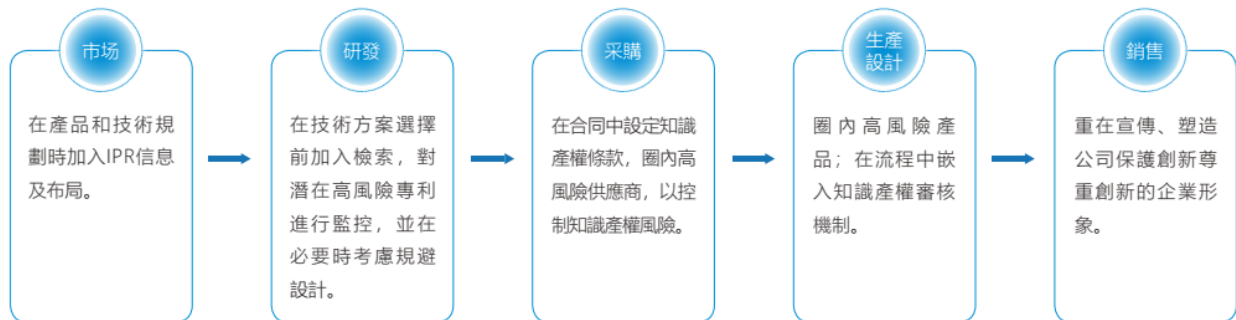 市场
在產品和技術規
劃時加入IPR信息
及布局。
研發
在技術方案選擇
前加入檢索，對
潛在高風險專利
進行監控，並在
必要時考慮規避
設計。
采購
在合同中設定知識
產權條款，圈內高
風險供應商，以控
制知識產權風險。
生產
設計
圈內高風險產
品；在流程中嵌
入知識產權審核
機制。
銷售
重在宣傳、塑造
公司保護創新尊
重創新的企業形
象。